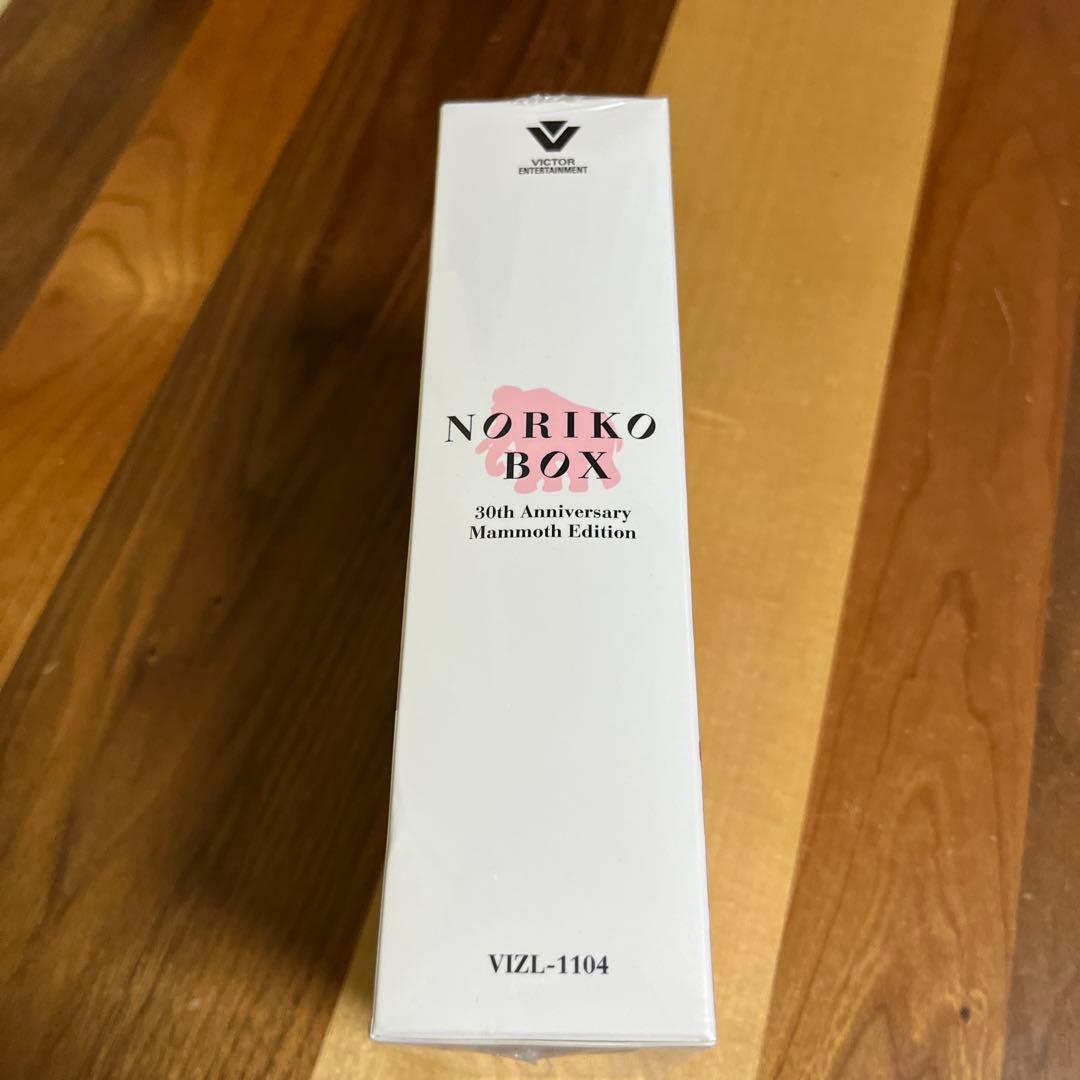 VICTOR
ENTERTAINMENT
NORIKO
BOX
30th Anniversary
Mammoth Edition
VIZL-1104